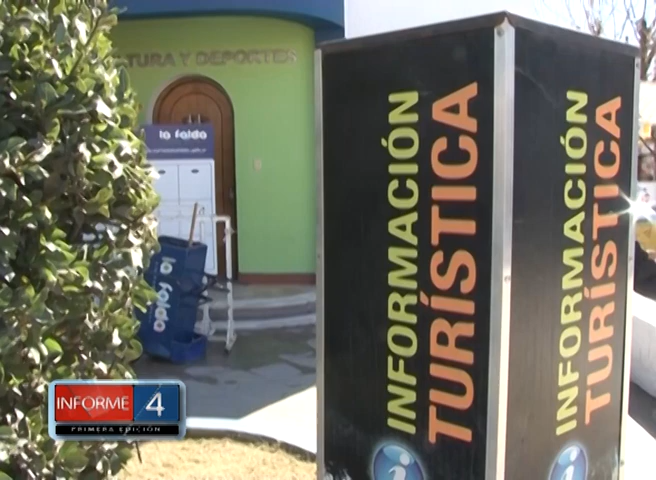 TURA Y DEPORTES
la falda
la falda
INFORMACIÓN
TURÍSTICA
i
INFORMACIÓN
TURÍSTICA
i
INFORME 4
PRIMERA EDICIÓN